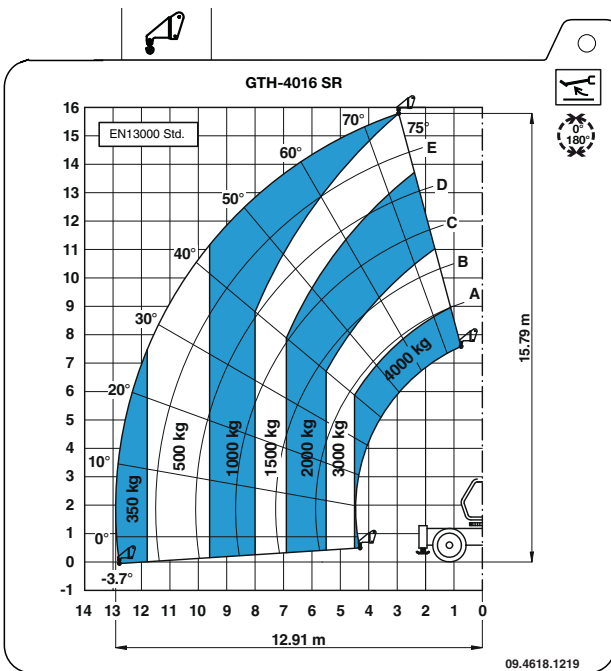 GTH-4016 SR
EN13000 Std.
0°
180°
16
15
14
13
12
11
10
9
8
7
6
5
4
3
2
1
0
-1
75°
70°
60°
50°
40°
30°
20°
10°
0°
-3.7°
E
D
C
B
A
350 kg
500 kg
1000 kg
1500 kg
2000 kg
3000 kg
4000 kg
15.79 m
14 13 12 11 10 9 8 7 6 5 4 3 2 1 0
12.91 m
09.4618.1219